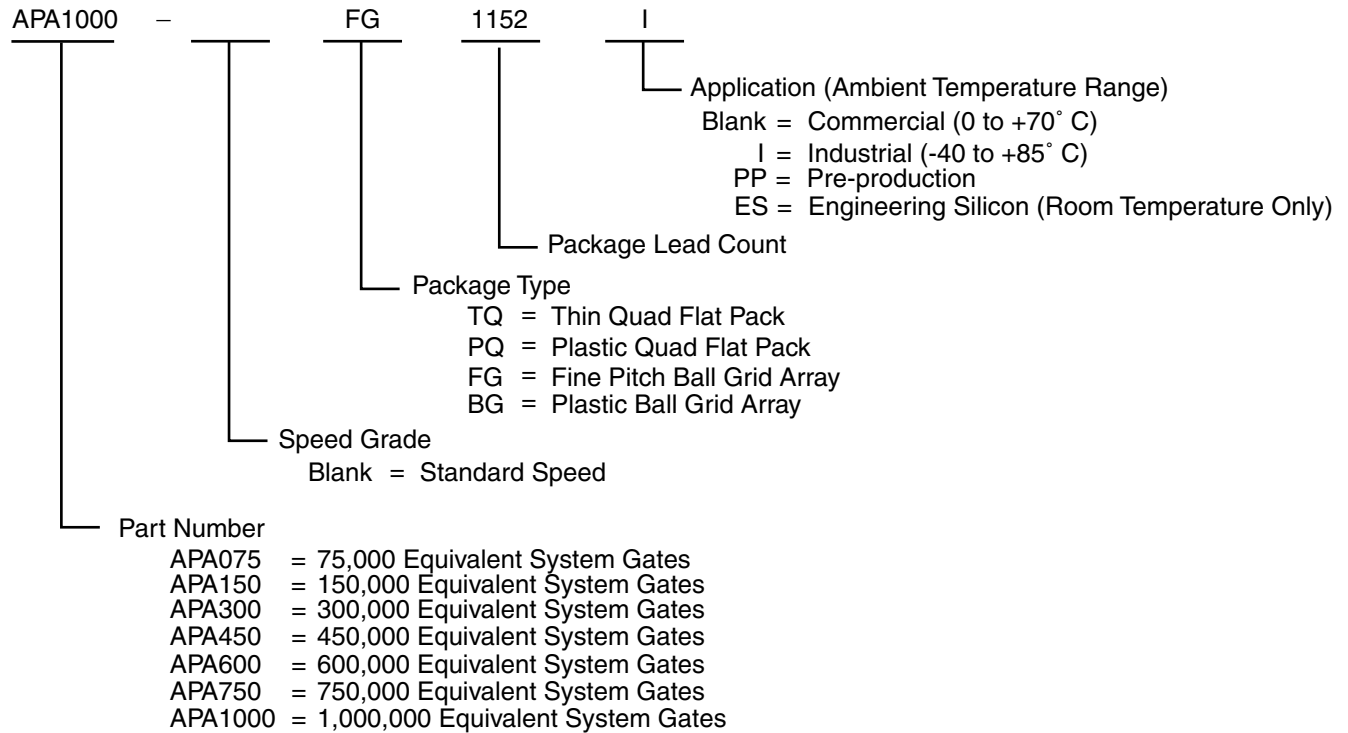 APA1000 – FG 1152 I
Application (Ambient Temperature Range)
Blank = Commercial (0 to +70˚ C)
I = Industrial (-40 to +85˚ C)
PP = Pre-production
ES = Engineering Silicon (Room Temperature Only)
Package Lead Count
Package Type
TQ = Thin Quad Flat Pack
PQ = Plastic Quad Flat Pack
FG = Fine Pitch Ball Grid Array
BG = Plastic Ball Grid Array
Speed Grade
Blank = Standard Speed
Part Number
APA075 = 75,000 Equivalent System Gates
APA150 = 150,000 Equivalent System Gates
APA300 = 300,000 Equivalent System Gates
APA450 = 450,000 Equivalent System Gates
APA600 = 600,000 Equivalent System Gates
APA750 = 750,000 Equivalent System Gates
APA1000 = 1,000,000 Equivalent System Gates